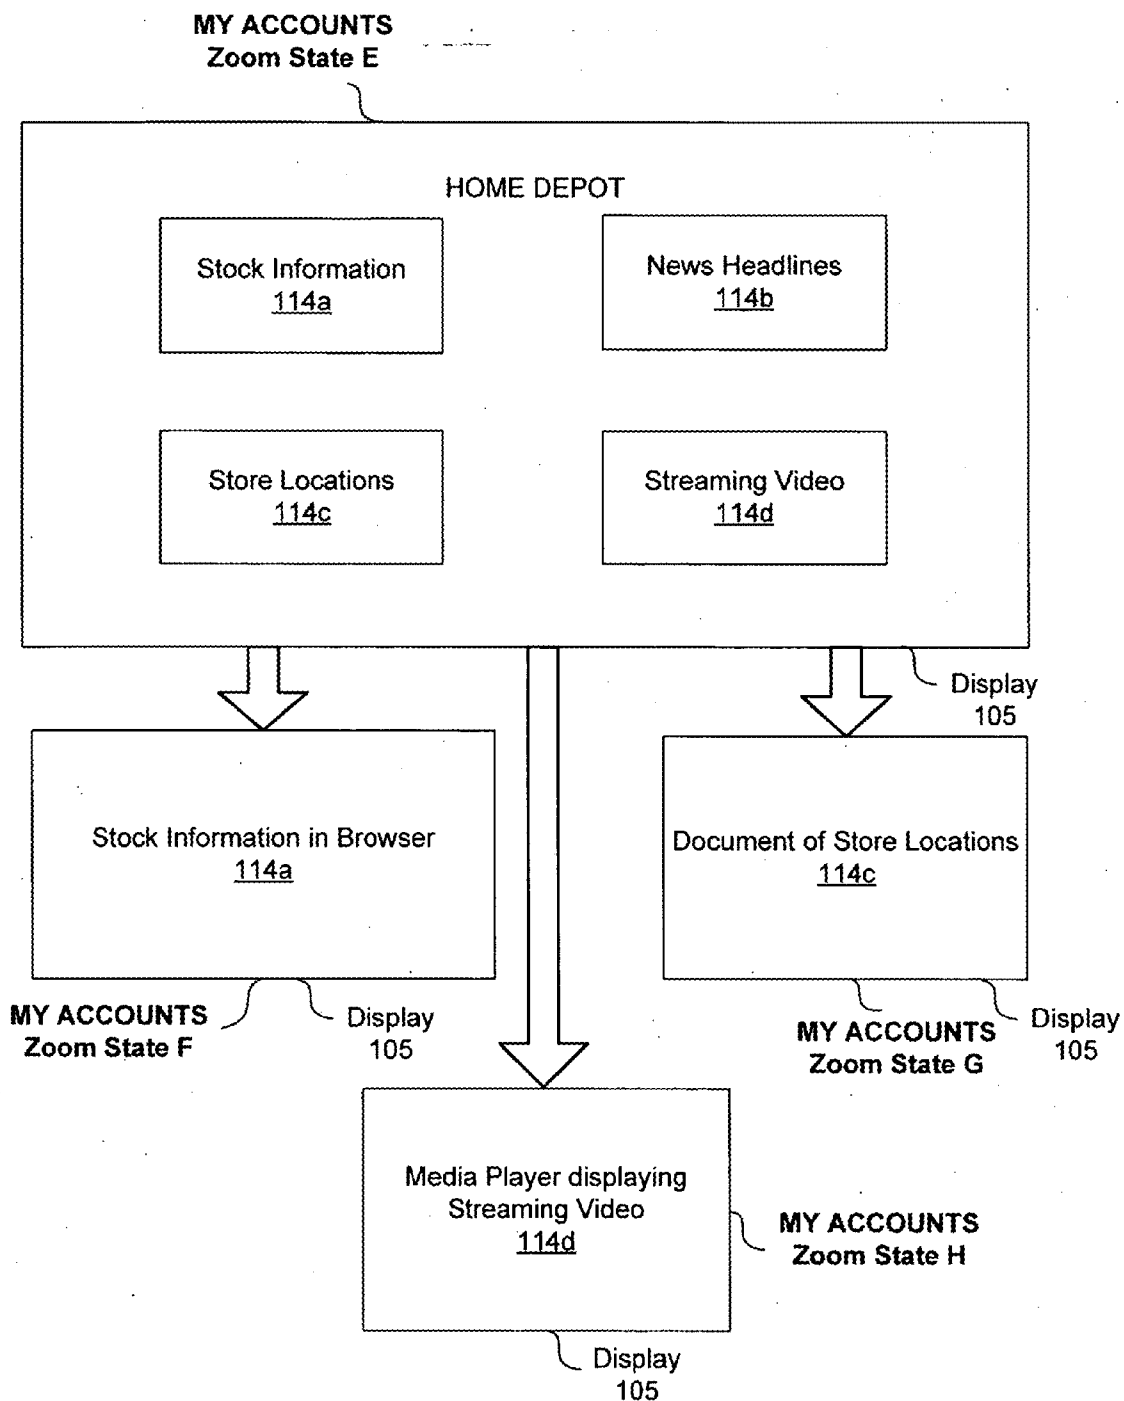 MY ACCOUNTS
Zoom State E
HOME DEPOT
Stock Information
114a
News Headlines
114b
Store Locations
114c
Streaming Video
114d
Display
105
Stock Information in Browser
114a
Document of Store Locations
114c
MY ACCOUNTS
Zoom State F
Display
105
MY ACCOUNTS
Zoom State G
Display
105
Media Player displaying
Streaming Video
114d
MY ACCOUNTS
Zoom State H
Display
105